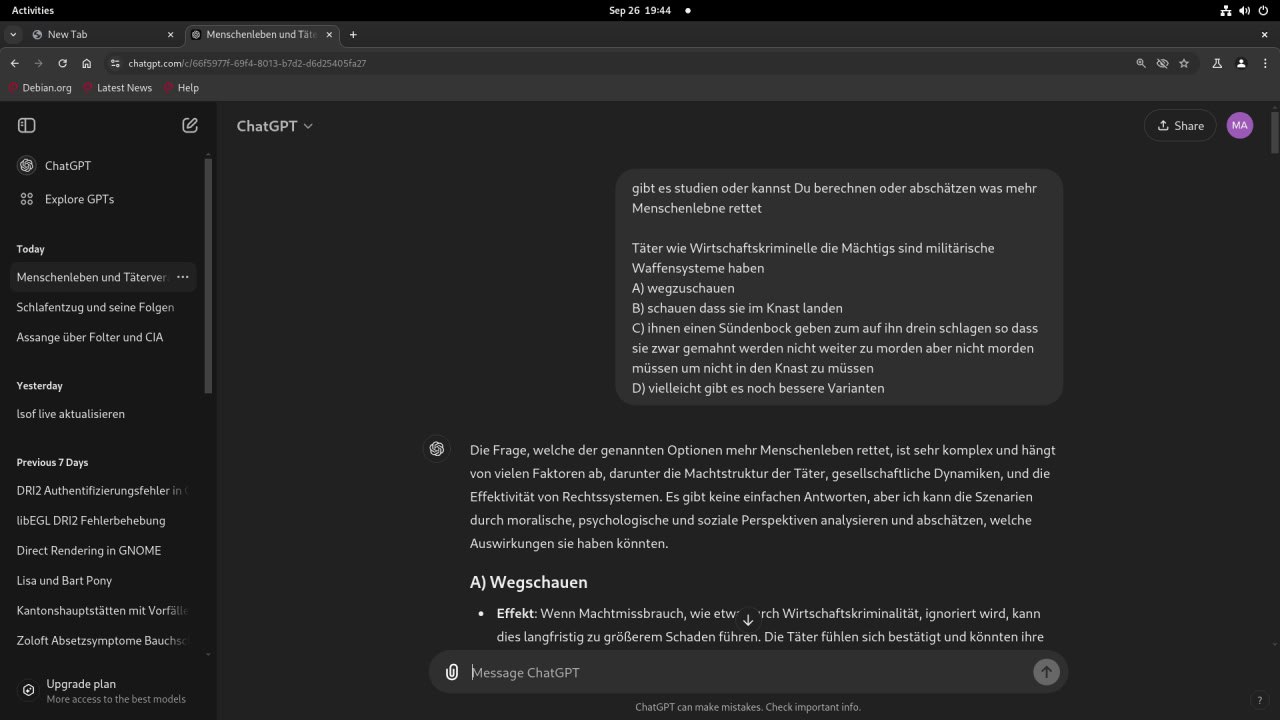 Activities
Sep 26 19:44
New Tab
Menschenleben und Täte
chatgpt.com/c/66f5977f-69f4-8013-b7d2-d6d25405fa27
Debian.org
Latest News
Help
ChatGPT
Share
MA
ChatGPT
Explore GPTs
Today
Menschenleben und Täterver
Schlafentzug und seine Folgen
Assange über Folter und CIA
Yesterday
lsof live aktualisieren
Previous 7 Days
DRI2 Authentifizierungsfehler in
libEGL DRI2 Fehlerbehebung
Direct Rendering in GNOME
Lisa und Bart Pony
Kantonshauptstätten mit Vorfälle
Zoloft Absetzsymptome Bauchsc
Upgrade plan
More access to the best models
gibt es studien oder kannst Du berechnen oder abschätzen was mehr
Menschenlebne rettet
Täter wie Wirtschaftskriminelle die Mächtigs sind militärische
Waffensysteme haben
A) wegzuschauen
B) schauen dass sie im Knast landen
C) ihnen einen Sündenbock geben zum auf ihn drein schlagen so dass
sie zwar gemahnt werden nicht weiter zu morden aber nicht morden
müssen um nicht in den Knast zu müssen
D) vielleicht gibt es noch bessere Varianten
Die Frage, welche der genannten Optionen mehr Menschenleben rettet, ist sehr komplex und hängt
von vielen Faktoren ab, darunter die Machtstruktur der Täter, gesellschaftliche Dynamiken, und die
Effektivität von Rechtssystemen. Es gibt keine einfachen Antworten, aber ich kann die Szenarien
durch moralische, psychologische und soziale Perspektiven analysieren und abschätzen, welche
Auswirkungen sie haben könnten.
A) Wegschauen
• Effekt: Wenn Machtmissbrauch, wie etwa durch Wirtschaftskriminalität, ignoriert wird, kann
dies langfristig zu größerem Schaden führen. Die Täter fühlen sich bestätigt und könnten ihre
Message ChatGPT
ChatGPT can make mistakes. Check important info.
?